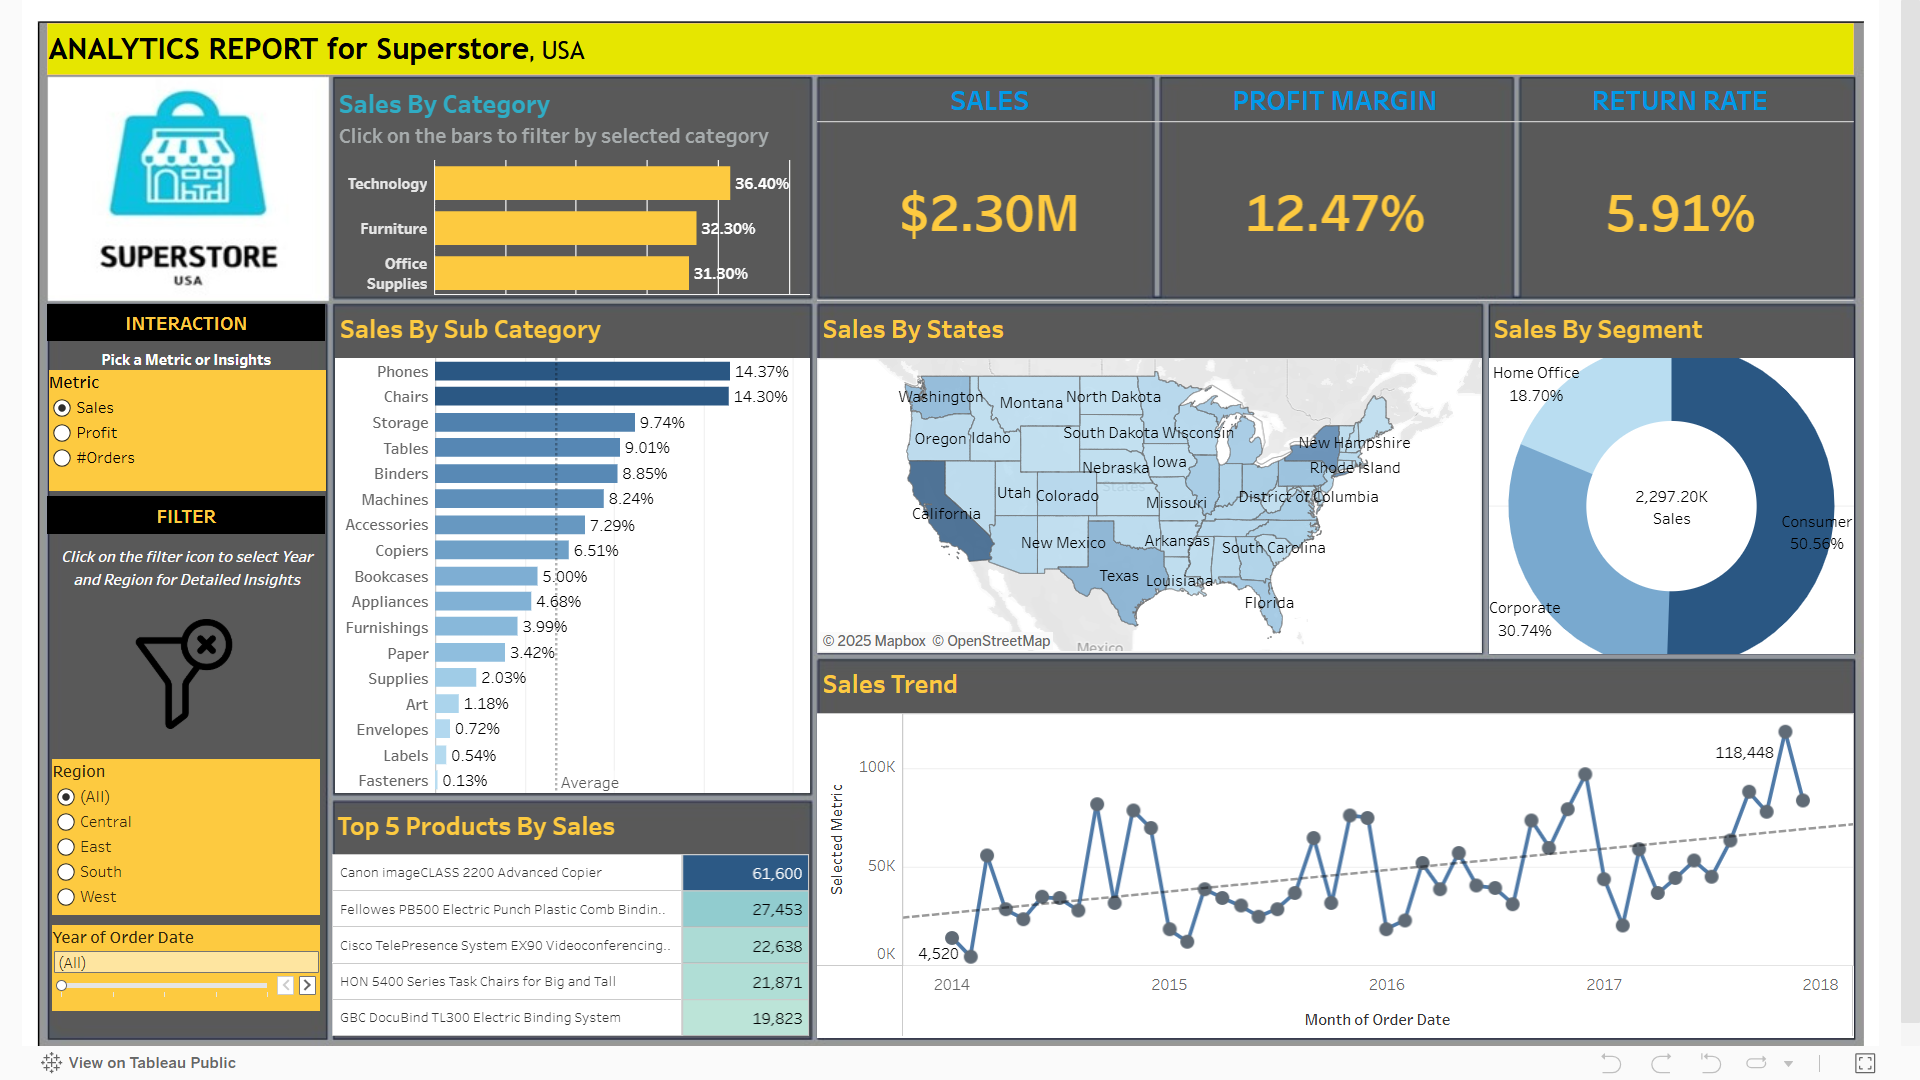 ANALYTICS REPORT for Superstore, USA
SUPERSTORE
USA
Sales By Category
Click on the bars to filter by selected category
Technology 36.40%
Furniture 32.30%
Office
Supplies 31.30%
SALES
$2.30M
PROFIT MARGIN
12.47%
RETURN RATE
5.91%
INTERACTION
Pick a Metric or Insights
Metric
Sales
Profit
#Orders
FILTER
Click on the filter icon to select Year
and Region for Detailed Insights
Region
(All)
Central
East
South
West
Year of Order Date
(All)
Sales By Sub Category
Phones 14.37%
Chairs 14.30%
Storage 9.74%
Tables 9.01%
Binders 8.85%
Machines 8.24%
Accessories 7.29%
Copiers 6.51%
Bookcases 5.00%
Appliances 4.68%
Furnishings 3.99%
Paper 3.42%
Supplies 2.03%
Art 1.18%
Envelopes 0.72%
Labels 0.54%
Fasteners 0.13%
Average
Top 5 Products By Sales
Canon imageCLASS 2200 Advanced Copier 61,600
Fellowes PB500 Electric Punch Plastic Comb Bindin.. 27,453
Cisco TelePresence System EX90 Videoconferencing.. 22,638
HON 5400 Series Task Chairs for Big and Tall 21,871
GBC DocuBind TL300 Electric Binding System 19,823
Sales By States
Washington
Montana
North Dakota
Oregon
Idaho
South Dakota
Wisconsin
New Hampshire
Nebraska
Iowa
Rhode Island
States
Utah
Colorado
Missouri
District of Columbia
California
New Mexico
Arkansas
South Carolina
Texas
Louisiana
Florida
Mexico
© 2025 Mapbox © OpenStreetMap
Sales By Segment
Home Office
18.70%
2,297.20K
Sales
Consumer
50.56%
Corporate
30.74%
Sales Trend
Selected Metric
100K
50K
0K
118,448
4,520
2014 2015 2016 2017 2018
Month of Order Date
View on Tableau Public